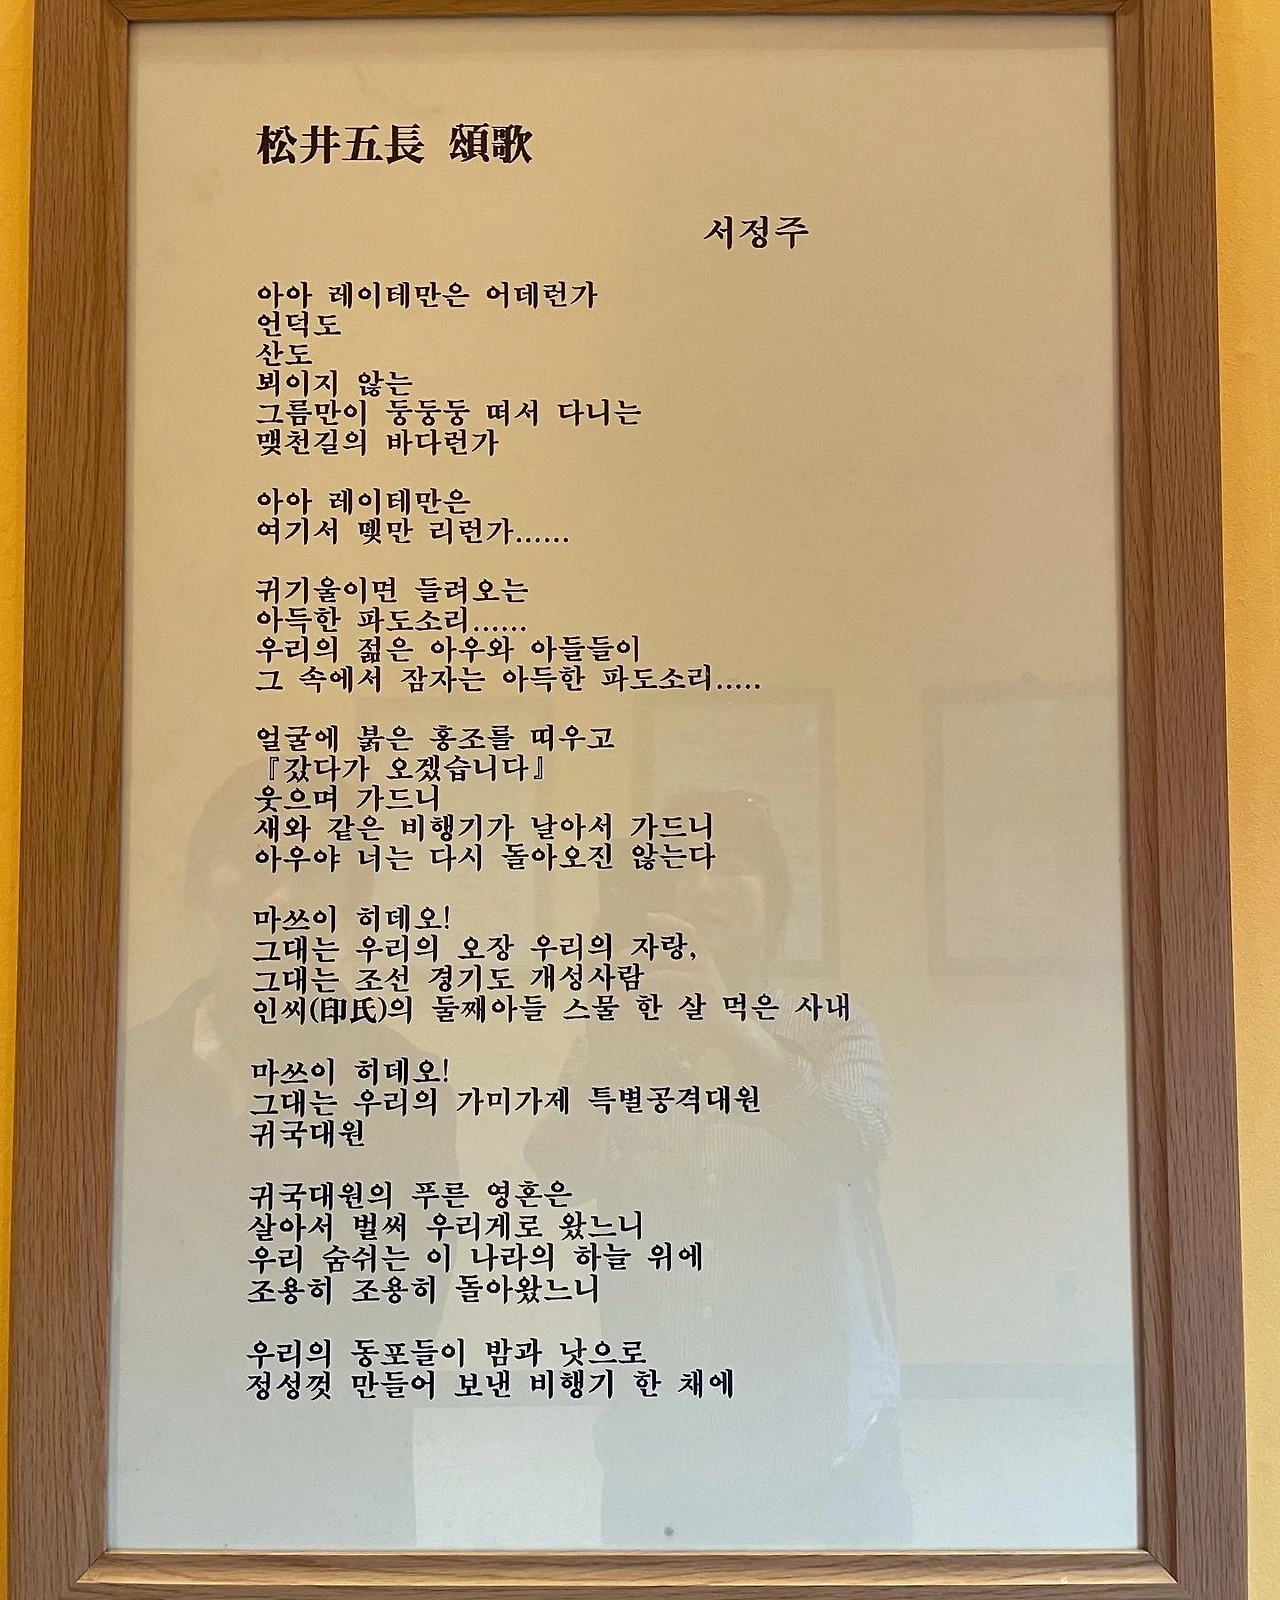 松井五長 頌歌
서정주
아아 레이테만은 어데런가
언덕도
산도
뵈이지 않는
그름만이 둥둥둥 떠서 다니는
몇천길의 바다런가
아아 레이테만은
여기서 몇만 리런가......
귀기울이면 들려오는
아득한 파도소리......
우리의 젊은 아우와 아들들이
그 속에서 잠자는 아득한 파도소리.....
얼굴에 붉은 홍조를 띠우고
『갔다가 오겠습니다』
웃으며 가드니
새와 같은 비행기가 날아서 가드니
아우야 너는 다시 돌아오진 않는다
마쓰이 히데오!
그대는 우리의 오장 우리의 자랑,
그대는 조선 경기도 개성사람
인씨(印氏)의 둘째아들 스물 한 살 먹은 사내
마쓰이 히데오!
그대는 우리의 가미가제 특별공격대원
귀국대원
귀국대원의 푸른 영혼은
살아서 벌써 우리게로 왔느니
우리 숨쉬는 이 나라의 하늘 위에
조용히 조용히 돌아왔느니
우리의 동포들이 밤과 낮으로
정성껏 만들어 보낸 비행기 한 채에